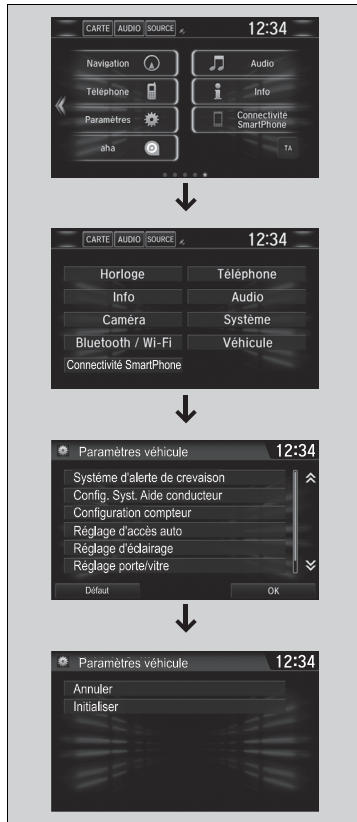 CARTE AUDIO SOURCE 12:34
Navigation Audio
Téléphone Info
Paramètres Connectivité
SmartPhone
aha TA
CARTE AUDIO SOURCE 12:34
Horloge Téléphone
Info Audio
Caméra Système
Bluetooth / Wi-Fi Véhicule
Connectivité SmartPhone
Paramètres véhicule 12:34
Systéme d'alerte de crevaison
Config. Syst. Aide conducteur
Configuration compteur
Réglage d'accès auto
Réglage d'éclairage
Réglage porte/vitre
Défaut OK
Paramètres véhicule 12:34
Annuler
Initialiser